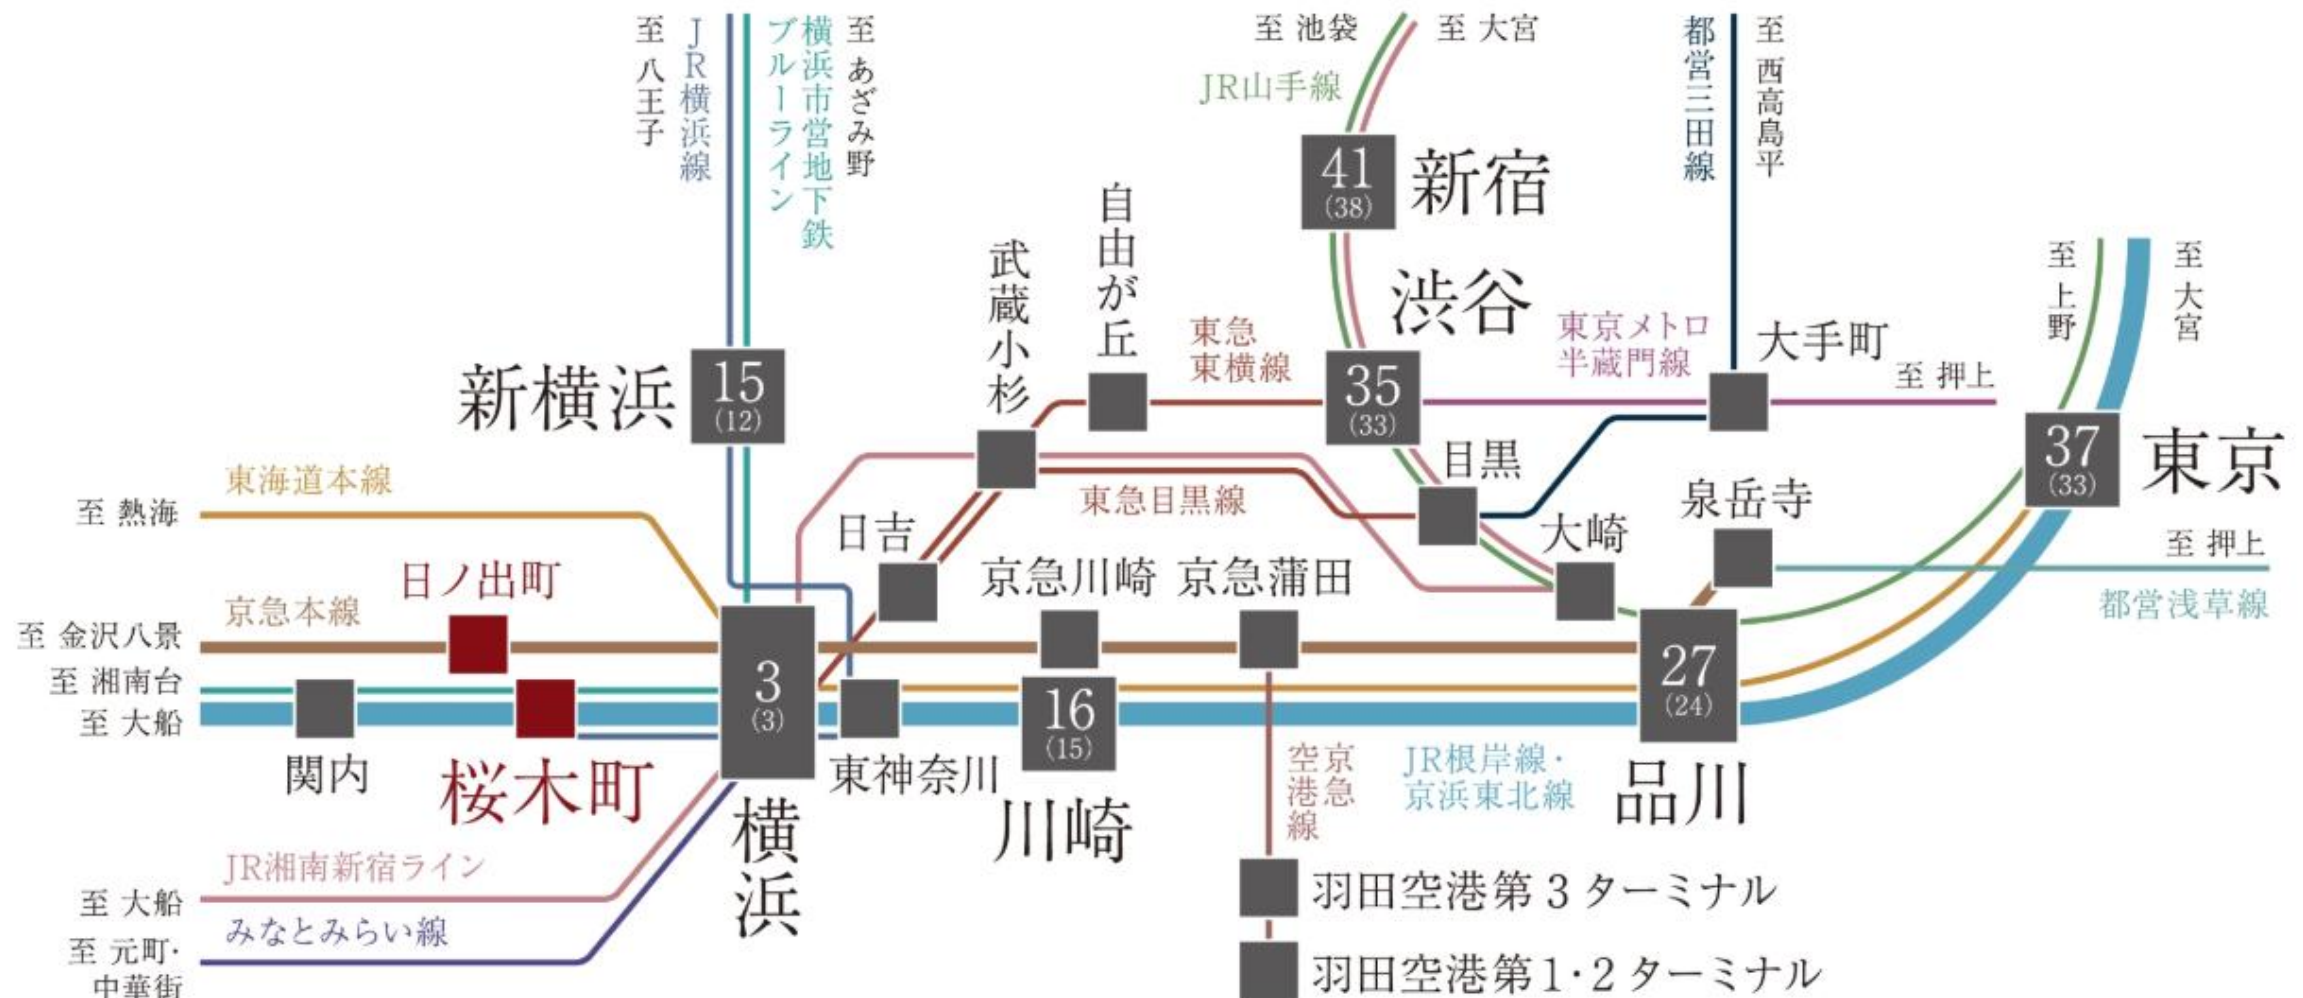 至 八王子
JR横浜線
横浜市営地下鉄
ブルーライン
至 あざみ野
至 池袋
至 大宮
JR山手線
都営三田線
至 西高島平
41
(38)
新宿
自由が丘
武蔵小杉
渋谷
東急
東横線
35
(33)
東京メトロ
半蔵門線
大手町
至 押上
至 上野
至 大宮
新横浜
15
(12)
37
(33)
東京
目黒
東急目黒線
東海道本線
至 熱海
日吉
大崎
泉岳寺
至 押上
都営浅草線
日ノ出町
京急川崎
京急蒲田
京急本線
至 金沢八景
至 湘南台
至 大船
関内
桜木町
3
(3)
横浜
東神奈川
16
(15)
川崎
京急
空港線
JR根岸線・
京浜東北線
27
(24)
品川
JR湘南新宿ライン
至 大船
みなとみらい線
至 元町・
中華街
羽田空港第3ターミナル
羽田空港第1・2ターミナル